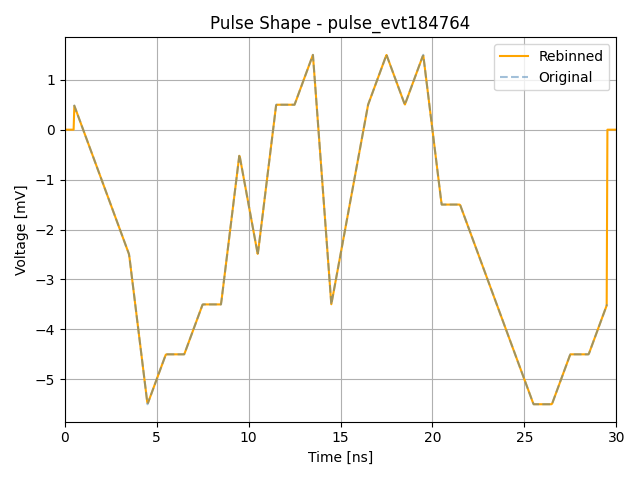 Pulse Shape - pulse_evt184764
Rebinned
Original
Voltage [mV]
1
0
−1
−2
−3
−4
−5
0 5 10 15 20 25 30
Time [ns]